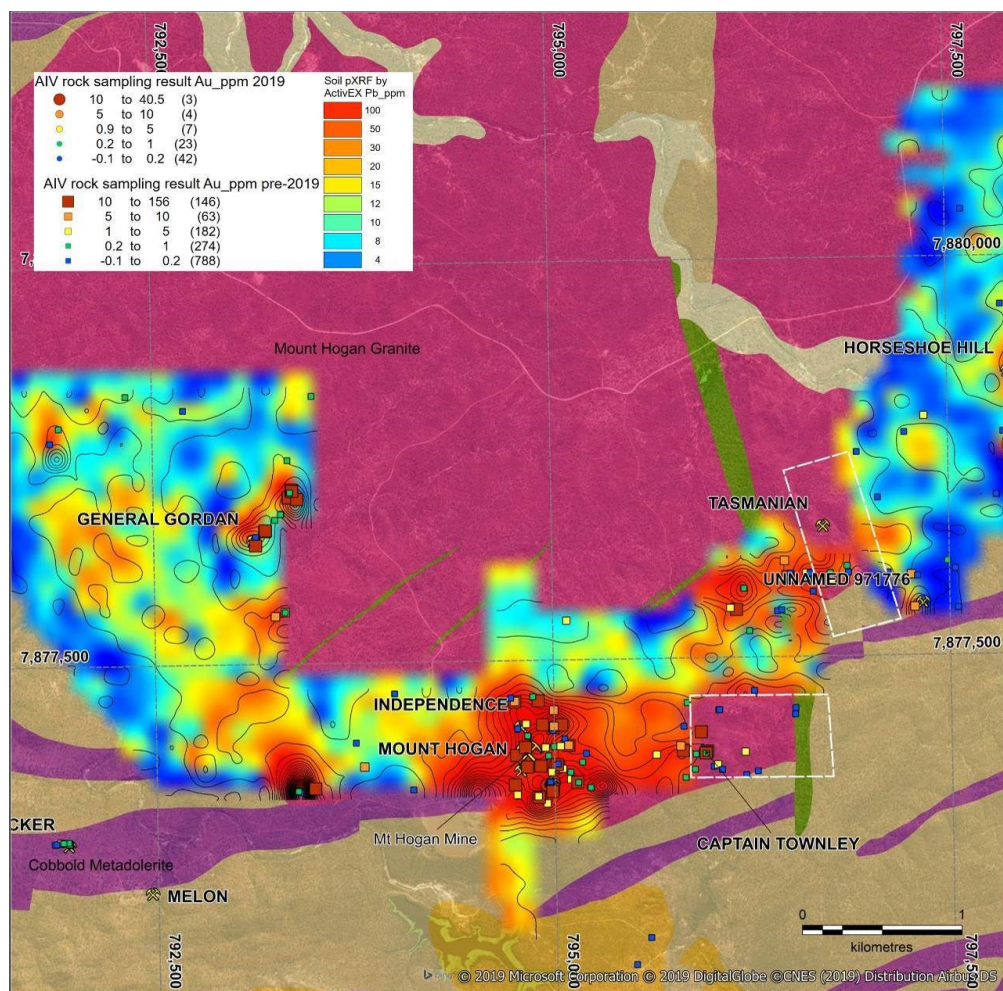 792,500
795,000
797,500
AIV rock sampling result Au_ppm 2019
10 to 40.5 (3)
5 to 10 (4)
0.9 to 5 (7)
0.2 to 1 (23)
-0.1 to 0.2 (42)
AIV rock sampling result Au_ppm pre-2019
10 to 156 (146)
5 to 10 (63)
1 to 5 (182)
0.2 to 1 (274)
-0.1 to 0.2 (788)
Soil pXRF by
ActivEX Pb_ppm
100
50
30
20
15
12
10
8
4
7,880,000
Mount Hogan Granite
HORSESHOE HILL
TASMANIAN
GENERAL GORDAN
UNNAMED 971776
7,877,500
7,877,500
INDEPENDENCE
MOUNT HOGAN
Mt Hogan Mine
CKER
CAPTAIN TOWNLEY
Cobbold Metadolerite
MELON
0 1
kilometres
792,500
795,000
797,500
© 2019 Microsoft Corporation © 2019 DigitalGlobe ©CNES (2019) Distribution Airbus DS